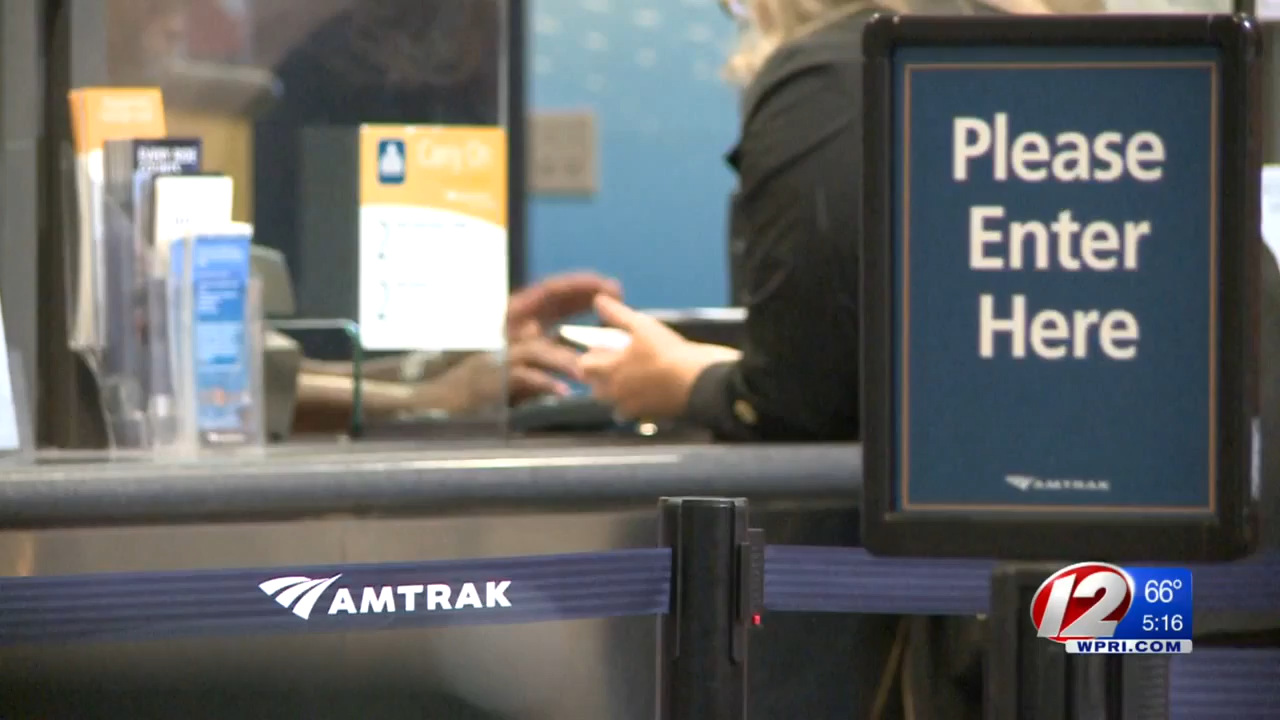 Carry On
Please
Enter
Here
AMTRAK
AMTRAK
12
66°
5:16
WPRI.COM